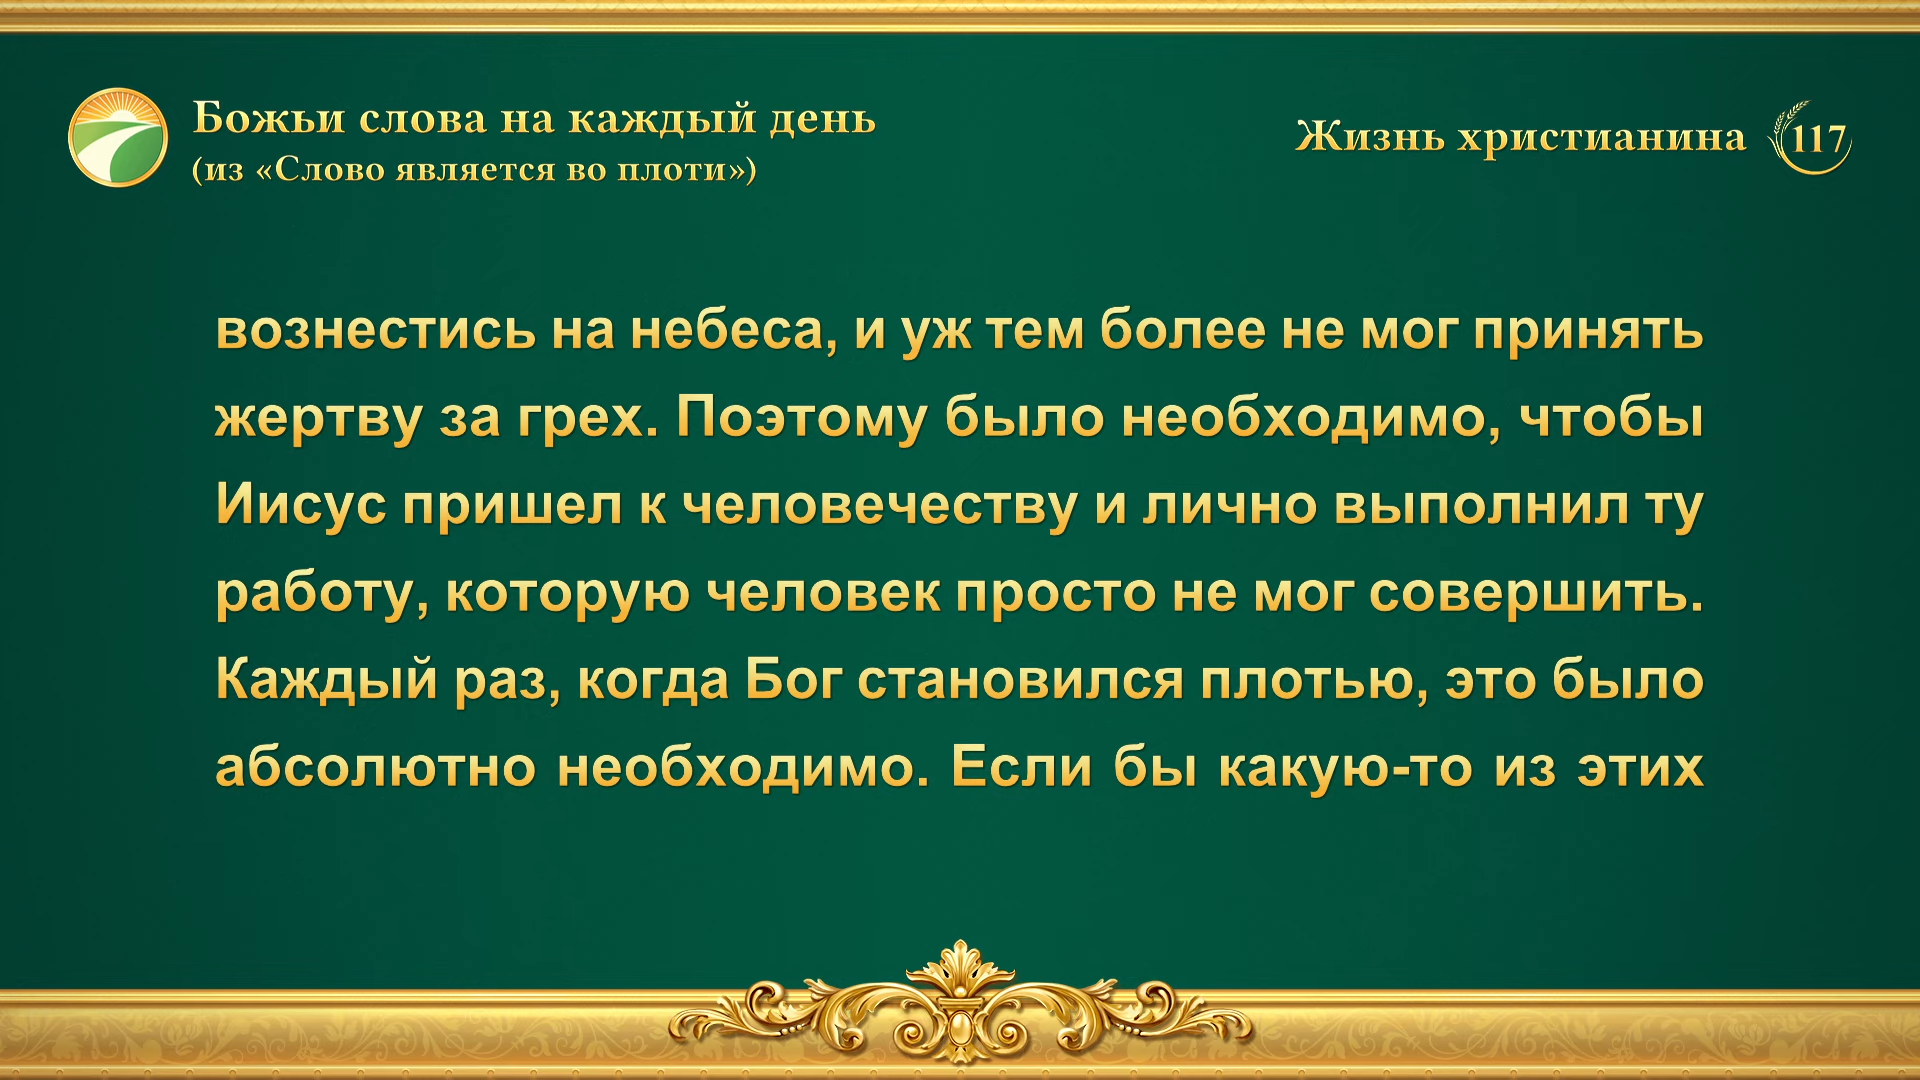 Божьи слова на каждый день
(из «Слово является во плоти»)
Жизнь христианина 117
вознестись на небеса, и уж тем более не мог принять
жертву за грех. Поэтому было необходимо, чтобы
Иисус пришел к человечеству и лично выполнил ту
работу, которую человек просто не мог совершить.
Каждый раз, когда Бог становился плотью, это было
абсолютно необходимо. Если бы какую-то из этих